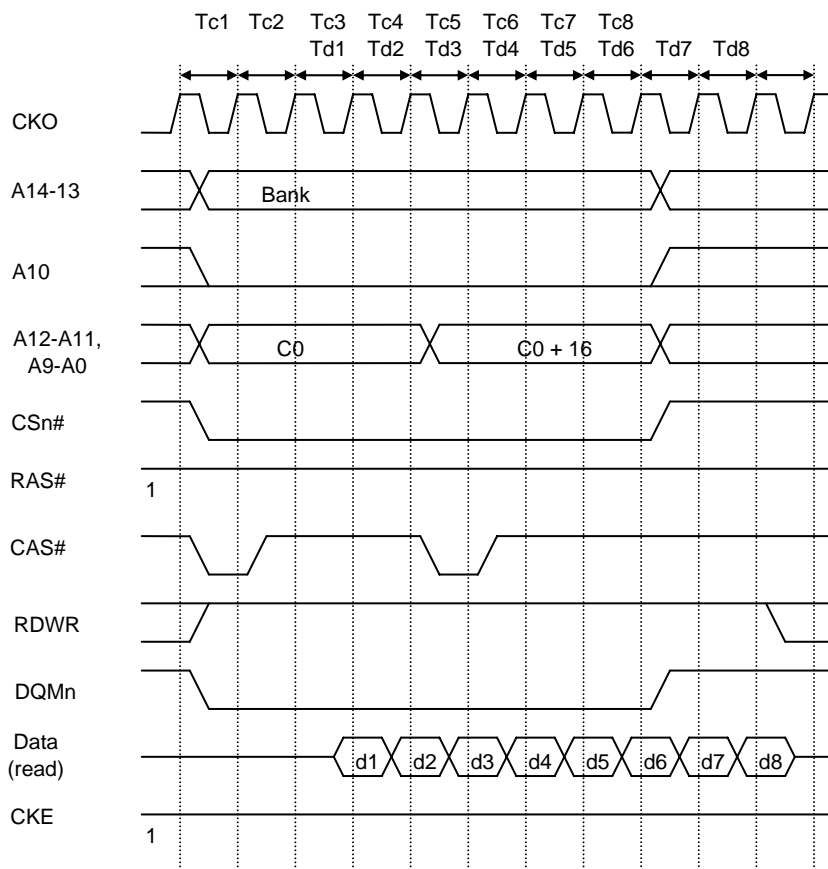 Tc1 Tc2 Tc3 Tc4 Tc5 Tc6 Tc7 Tc8
Td1 Td2 Td3 Td4 Td5 Td6 Td7 Td8
CKO
A14-13
Bank
A10
A12-A11,
A9-A0
C0
C0 + 16
CSn#
RAS#
1
CAS#
RDWR
DQMn
Data
(read)
d1 d2 d3 d4 d5 d6 d7 d8
CKE
1